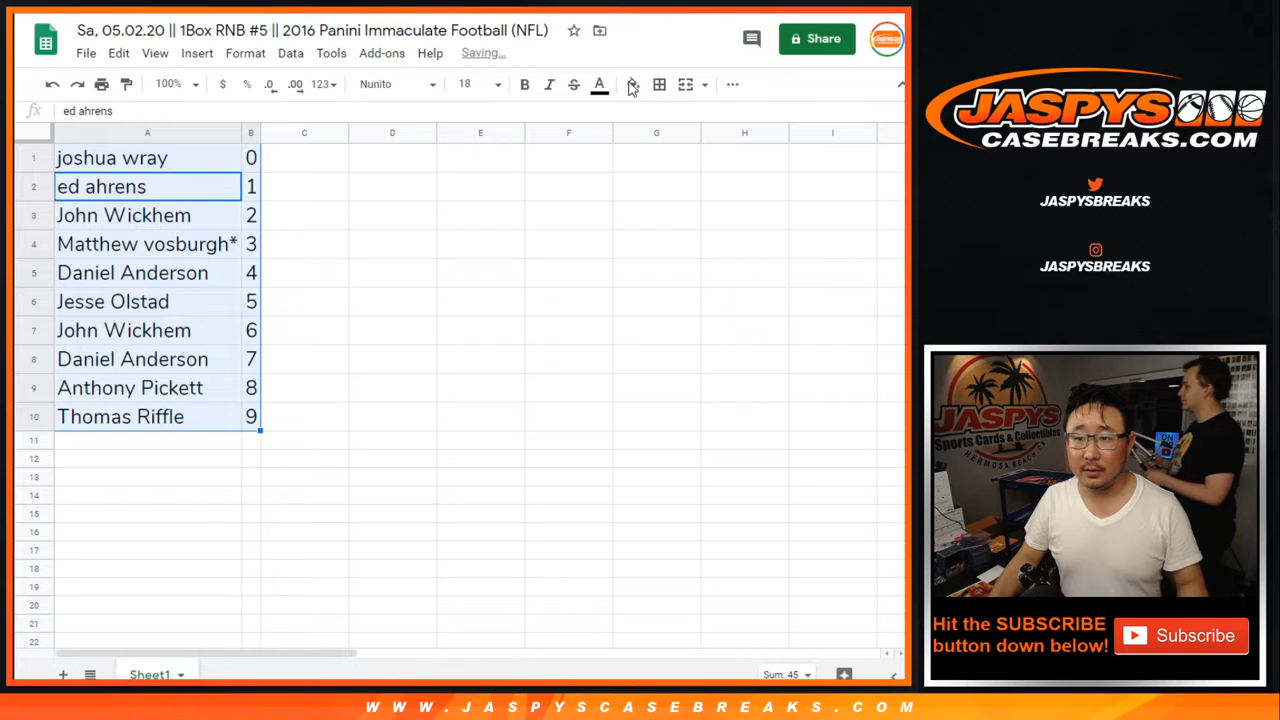 Sa, 05.02.20 || 1Box RNB #5 || 2016 Panini Immaculate Football (NFL)
File Edit View Insert Format Data Tools Add-ons Help Saving...
Share
100% $ % .0 .00 123 Nunito 18 B I S A
fx ed ahrens
A B C D E F G H I
1 joshua wray 0
2 ed ahrens 1
3 John Wickhem 2
4 Matthew vosburgh* 3
5 Daniel Anderson 4
6 Jesse Olstad 5
7 John Wickhem 6
8 Daniel Anderson 7
9 Anthony Pickett 8
10 Thomas Riffle 9
11
12
13
14
15
16
17
18
19
20
21
22
Sheet1
Sum: 45
JASPYS
CASEBREAKS.COM
JASPYSBREAKS
JASPYSBREAKS
JASPYS
Sports Cards & Collectibles
HERMOSA BEACH, CA
ON
Hit the SUBSCRIBE
button down below!
Subscribe
WWW.JASPYSCASEBREAKS.COM